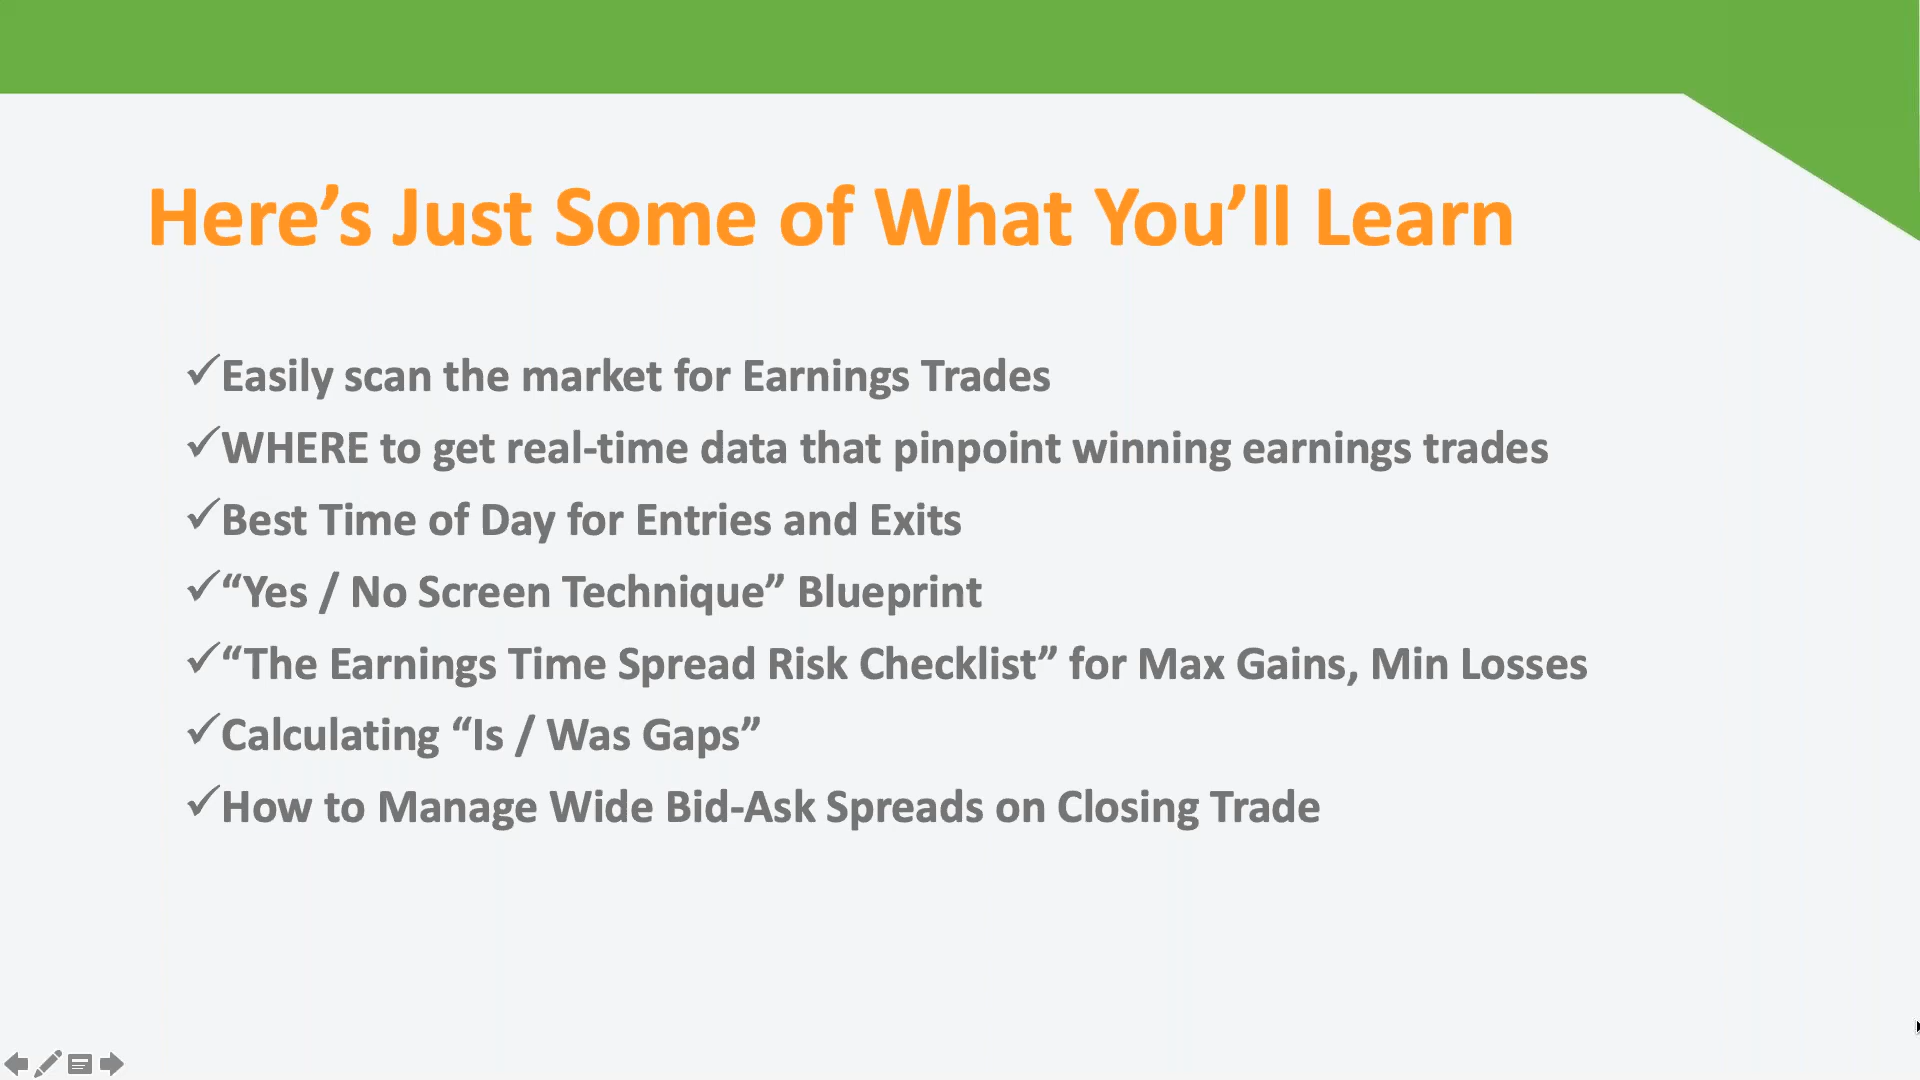 Here’s Just Some of What You’ll Learn
✓Easily scan the market for Earnings Trades
✓WHERE to get real-time data that pinpoint winning earnings trades
✓Best Time of Day for Entries and Exits
✓“Yes / No Screen Technique” Blueprint
✓“The Earnings Time Spread Risk Checklist” for Max Gains, Min Losses
✓Calculating “Is / Was Gaps”
✓How to Manage Wide Bid-Ask Spreads on Closing Trade